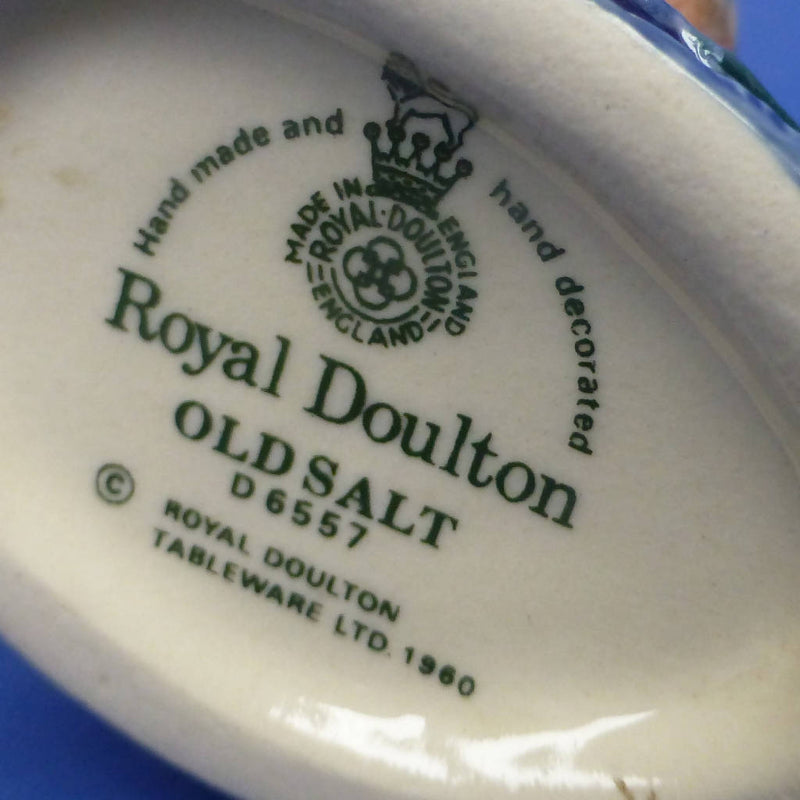 Hand made and hand decorated
MADE IN ENGLAND
ROYAL·DOULTON
ENGLAND
Royal Doulton
OLD SALT
D 6557
© ROYAL DOULTON
TABLEWARE LTD. 1960